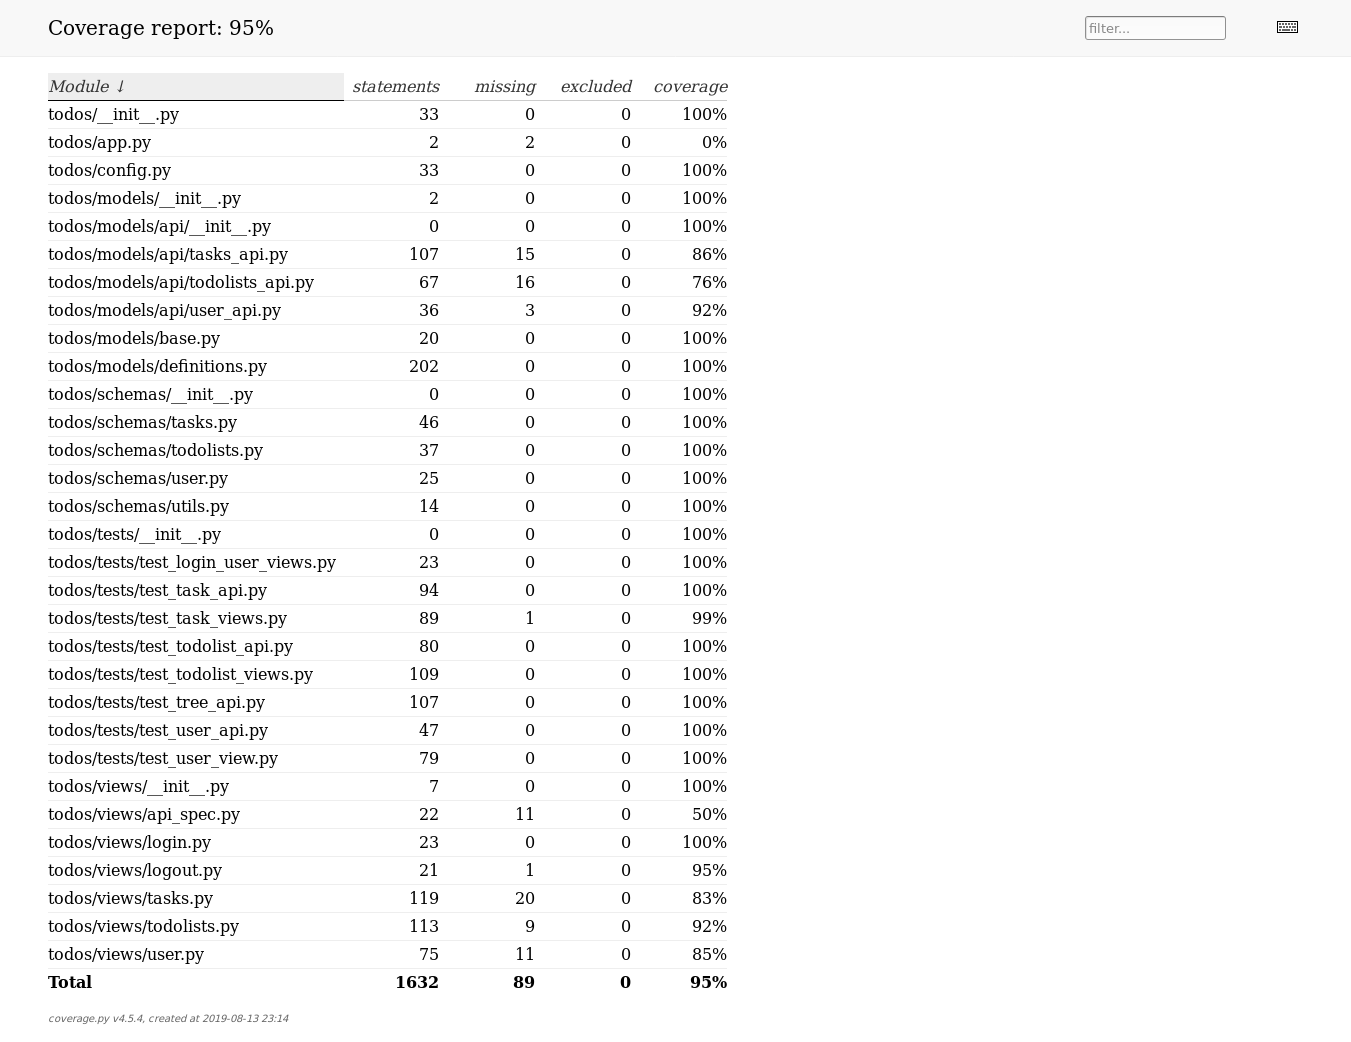 Coverage report: 95%
filter...
Module ↓ statements missing excluded coverage
todos/__init__.py 33 0 0 100%
todos/app.py 2 2 0 0%
todos/config.py 33 0 0 100%
todos/models/__init__.py 2 0 0 100%
todos/models/api/__init__.py 0 0 0 100%
todos/models/api/tasks_api.py 107 15 0 86%
todos/models/api/todolists_api.py 67 16 0 76%
todos/models/api/user_api.py 36 3 0 92%
todos/models/base.py 20 0 0 100%
todos/models/definitions.py 202 0 0 100%
todos/schemas/__init__.py 0 0 0 100%
todos/schemas/tasks.py 46 0 0 100%
todos/schemas/todolists.py 37 0 0 100%
todos/schemas/user.py 25 0 0 100%
todos/schemas/utils.py 14 0 0 100%
todos/tests/__init__.py 0 0 0 100%
todos/tests/test_login_user_views.py 23 0 0 100%
todos/tests/test_task_api.py 94 0 0 100%
todos/tests/test_task_views.py 89 1 0 99%
todos/tests/test_todolist_api.py 80 0 0 100%
todos/tests/test_todolist_views.py 109 0 0 100%
todos/tests/test_tree_api.py 107 0 0 100%
todos/tests/test_user_api.py 47 0 0 100%
todos/tests/test_user_view.py 79 0 0 100%
todos/views/__init__.py 7 0 0 100%
todos/views/api_spec.py 22 11 0 50%
todos/views/login.py 23 0 0 100%
todos/views/logout.py 21 1 0 95%
todos/views/tasks.py 119 20 0 83%
todos/views/todolists.py 113 9 0 92%
todos/views/user.py 75 11 0 85%
Total 1632 89 0 95%
coverage.py v4.5.4, created at 2019-08-13 23:14